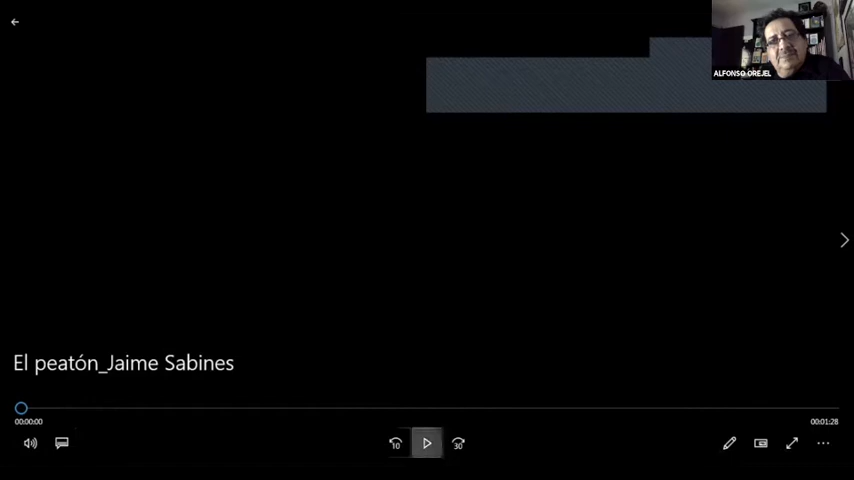 ALFONSO OREJEL
El peatón_Jaime Sabines
00:00:00
00:01:28
10
30